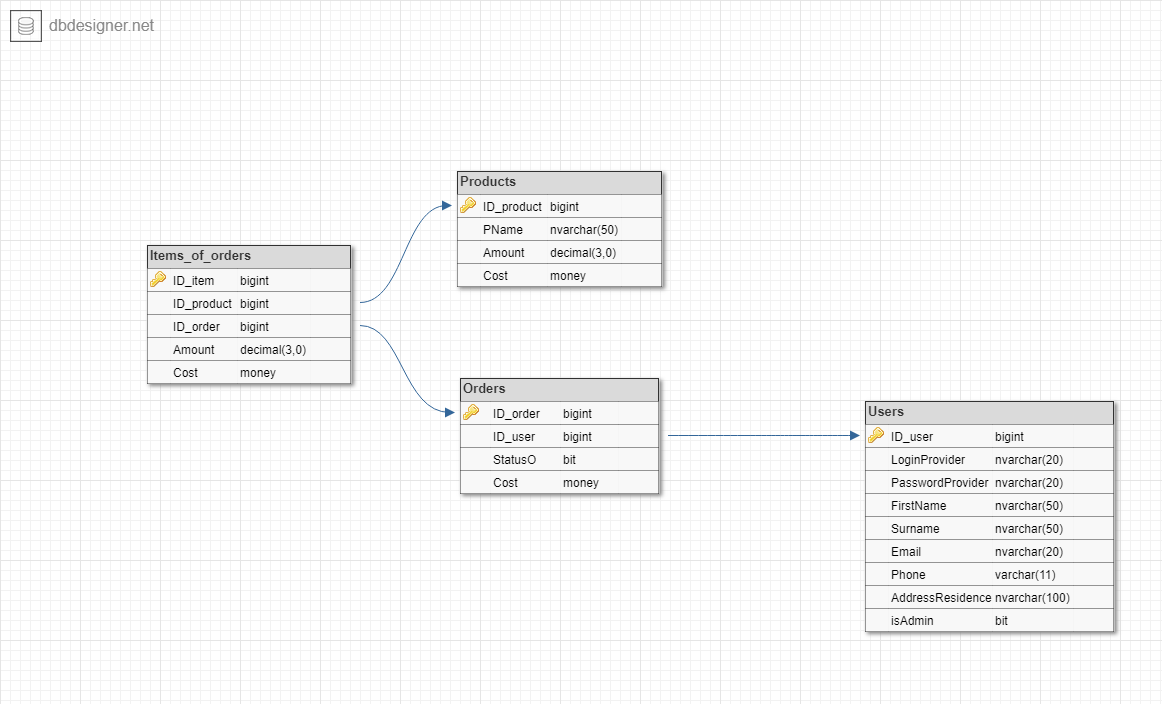 dbdesigner.net
Products
ID_product bigint
PName nvarchar(50)
Amount decimal(3,0)
Cost money
Items_of_orders
ID_item bigint
ID_product bigint
ID_order bigint
Amount decimal(3,0)
Cost money
Orders
ID_order bigint
ID_user bigint
StatusO bit
Cost money
Users
ID_user bigint
LoginProvider nvarchar(20)
PasswordProvider nvarchar(20)
FirstName nvarchar(50)
Surname nvarchar(50)
Email nvarchar(20)
Phone varchar(11)
AddressResidence nvarchar(100)
isAdmin bit